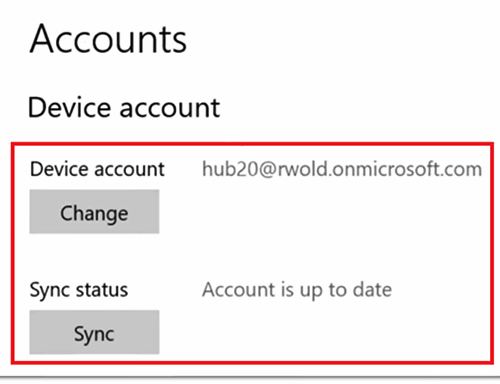 Accounts
Device account
Device account hub20@rwold.onmicrosoft.com
Change
Sync status Account is up to date
Sync